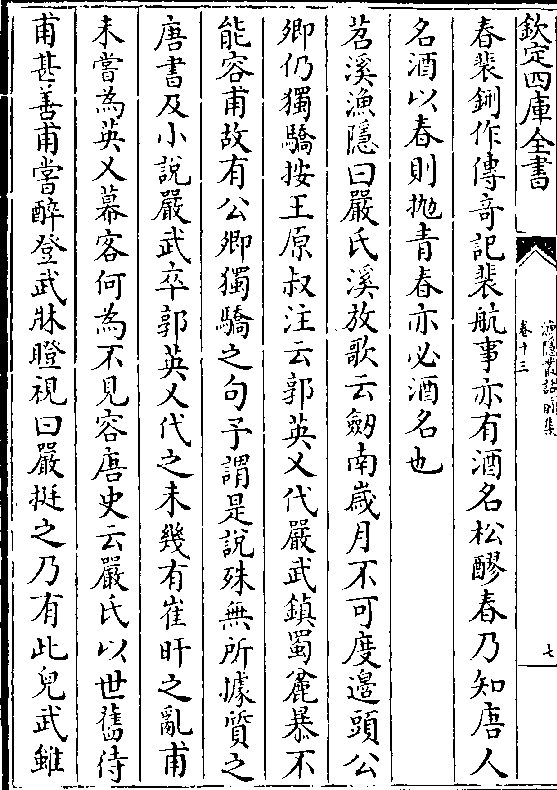 欽定四庫全書
漁隱叢話前集
卷十三
七
春裴鉶作傳奇記裴航事亦有酒名松醪春乃知唐人
名酒以春則抛青春亦必酒名也
苕溪漁隱曰嚴氏溪放歌云劒南嵗月不可度邊頭公
卿仍獨驕按王原叔注云郭英乂代嚴武鎮蜀麄暴不
能容甫故有公卿獨驕之句予謂是説殊無所據質之
唐書及小說嚴武卒郭英乂代之未幾有崔旰之亂甫
未嘗為英乂幕客何為不見容唐史云嚴氏以世舊侍
甫甚善甫嘗醉登武牀瞪視曰嚴挺之乃有此兒武雖